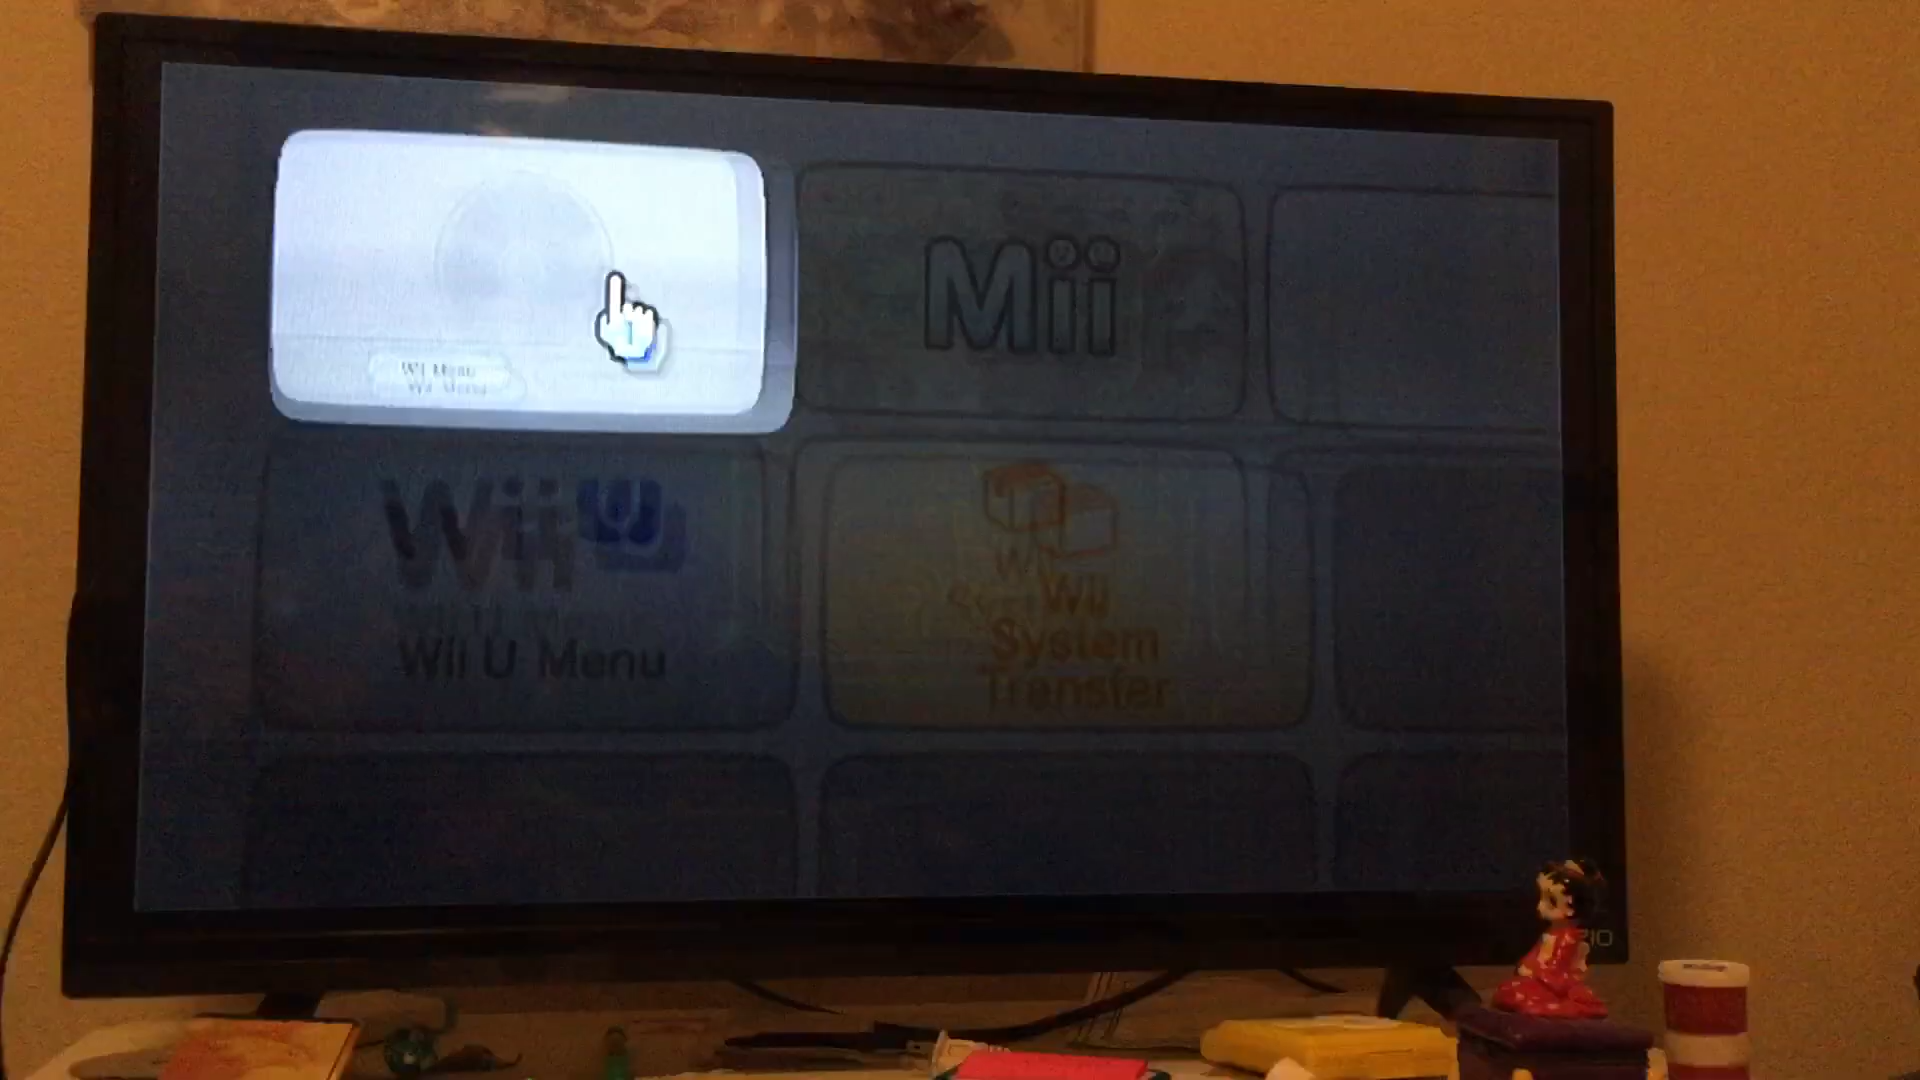 Mii
Wii U
Wii U Menu
Wii
System
Transfer